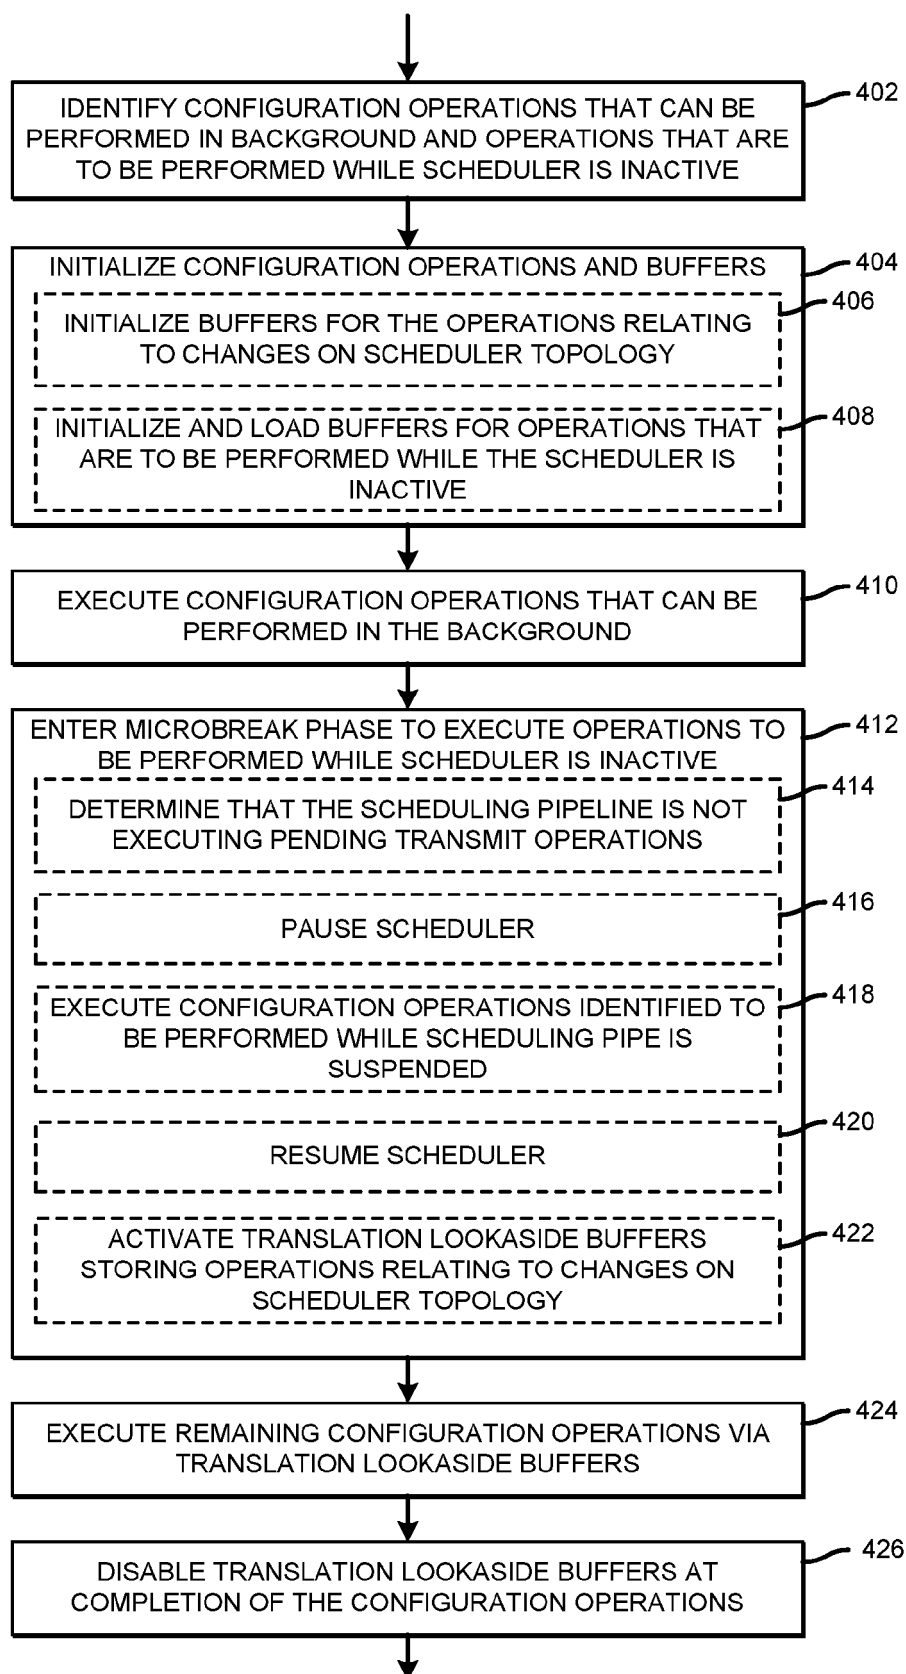 IDENTIFY CONFIGURATION OPERATIONS THAT CAN BE
PERFORMED IN BACKGROUND AND OPERATIONS THAT ARE
TO BE PERFORMED WHILE SCHEDULER IS INACTIVE
402
INITIALIZE CONFIGURATION OPERATIONS AND BUFFERS
404
INITIALIZE BUFFERS FOR THE OPERATIONS RELATING
TO CHANGES ON SCHEDULER TOPOLOGY
406
INITIALIZE AND LOAD BUFFERS FOR OPERATIONS THAT
ARE TO BE PERFORMED WHILE THE SCHEDULER IS
INACTIVE
408
EXECUTE CONFIGURATION OPERATIONS THAT CAN BE
PERFORMED IN THE BACKGROUND
410
ENTER MICROBREAK PHASE TO EXECUTE OPERATIONS TO
BE PERFORMED WHILE SCHEDULER IS INACTIVE
412
DETERMINE THAT THE SCHEDULING PIPELINE IS NOT
EXECUTING PENDING TRANSMIT OPERATIONS
414
PAUSE SCHEDULER
416
EXECUTE CONFIGURATION OPERATIONS IDENTIFIED TO
BE PERFORMED WHILE SCHEDULING PIPE IS
SUSPENDED
418
RESUME SCHEDULER
420
ACTIVATE TRANSLATION LOOKASIDE BUFFERS
STORING OPERATIONS RELATING TO CHANGES ON
SCHEDULER TOPOLOGY
422
EXECUTE REMAINING CONFIGURATION OPERATIONS VIA
TRANSLATION LOOKASIDE BUFFERS
424
DISABLE TRANSLATION LOOKASIDE BUFFERS AT
COMPLETION OF THE CONFIGURATION OPERATIONS
426